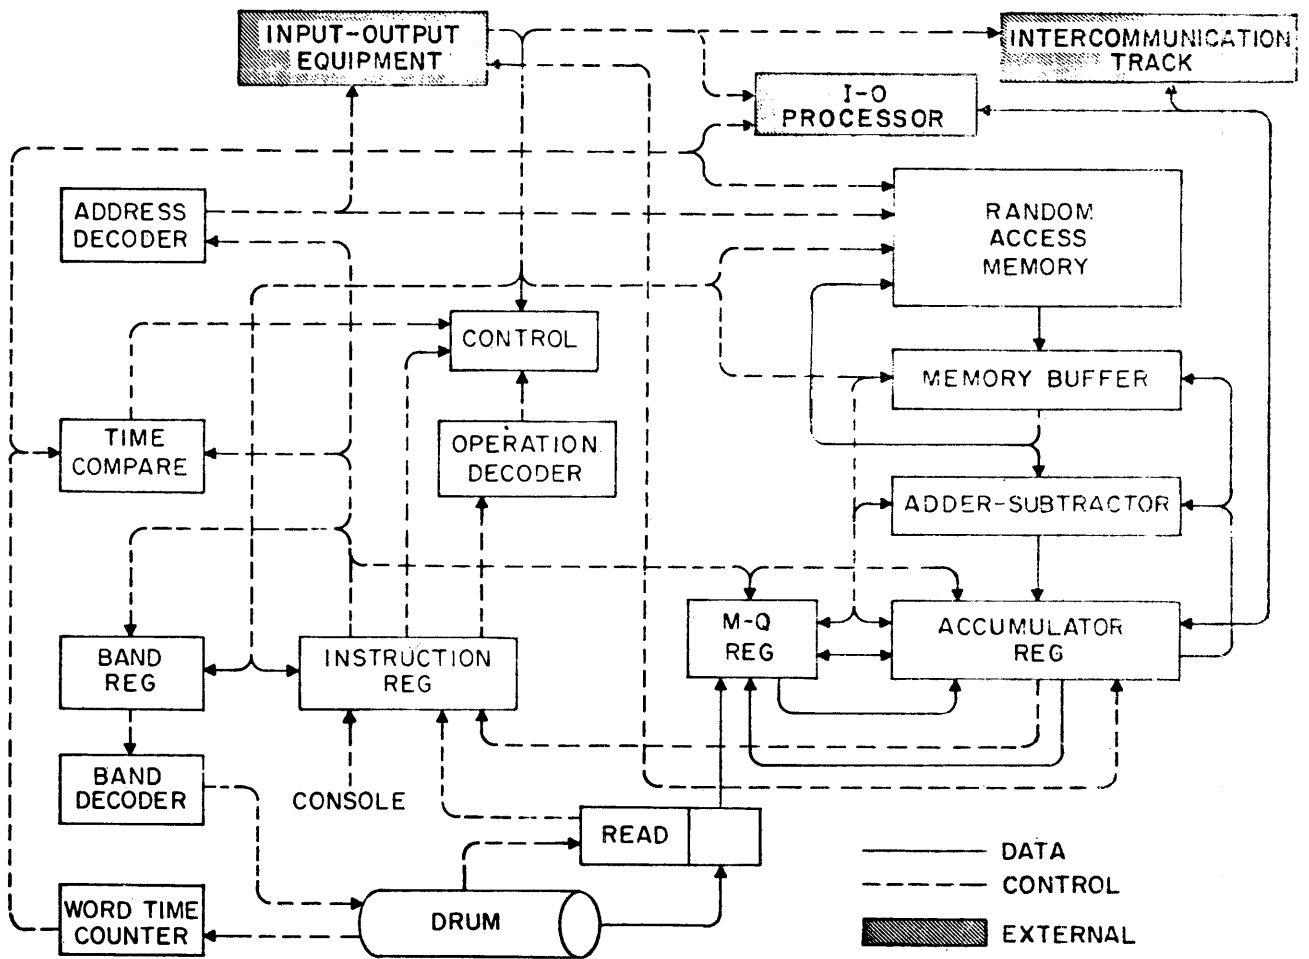 INPUT-OUTPUT
EQUIPMENT
INTERCOMMUNICATION
TRACK
I-O
PROCESSOR
ADDRESS
DECODER
RANDOM
ACCESS
MEMORY
CONTROL
MEMORY BUFFER
TIME
COMPARE
OPERATION
DECODER
ADDER-SUBTRACTOR
M-Q
REG
ACCUMULATOR
REG
BAND
REG
INSTRUCTION
REG
BAND
DECODER
CONSOLE
READ
WORD TIME
COUNTER
DRUM
DATA
CONTROL
EXTERNAL